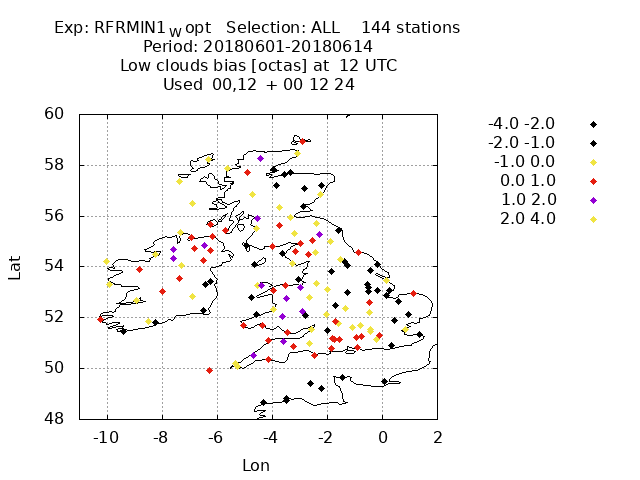 Exp: RFRMIN1_W opt Selection: ALL 144 stations
Period: 20180601-20180614
Low clouds bias [octas] at 12 UTC
Used 00,12 + 00 12 24
60
58
56
54
52
50
48
-10 -8 -6 -4 -2 0 2
Lat
Lon
-4.0 -2.0
-2.0 -1.0
-1.0 0.0
0.0 1.0
1.0 2.0
2.0 4.0